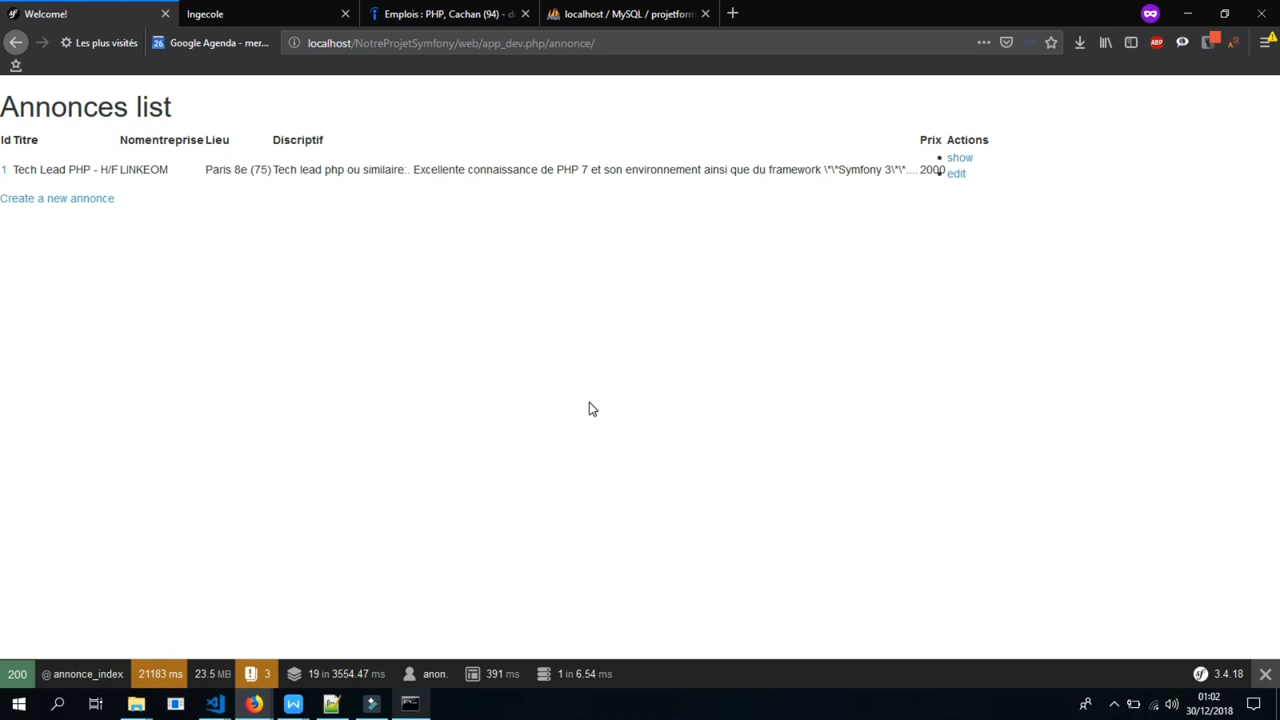 Welcome!
Ingecole
Emplois : PHP, Cachan (94) - d
localhost / MySQL / projetform
Les plus visités
26 Google Agenda - mer...
localhost/NotreProjetSymfony/web/app_dev.php/annonce/
ABP
Annonces list
Id Titre Nomentreprise Lieu Discriptif Prix Actions
1 Tech Lead PHP - H/F LINKEOM Paris 8e (75) Tech lead php ou similaire:. Excellente connaissance de PHP 7 et son environnement ainsi que du framework \*\*Symfony 3\*\*.... 2000
show
edit
Create a new annonce
200 @ annonce_index 21183 ms 23.5 MB 3 19 in 3554.47 ms anon. 391 ms 1 in 6.54 ms sf 3.4.18
01:02
30/12/2018